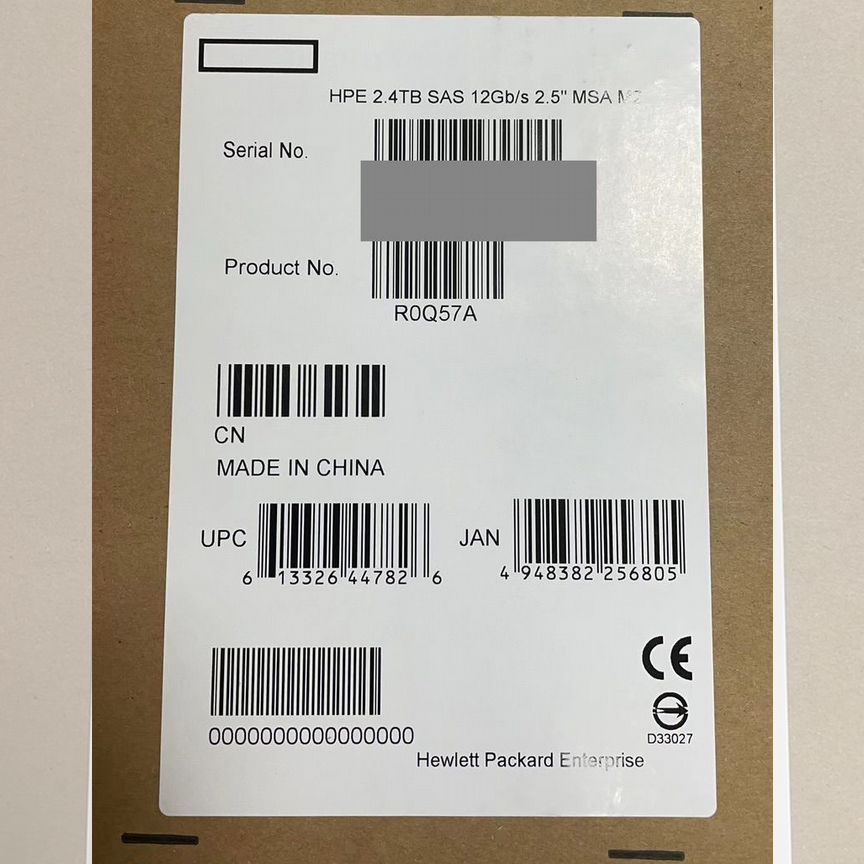 HPE 2.4TB SAS 12Gb/s 2.5" MSA
Serial No.
Product No.
R0Q57A
CN
MADE IN CHINA
UPC
6 13326 44782 6
JAN
4 948382 256805
0000000000000000
CE
D33027
Hewlett Packard Enterprise